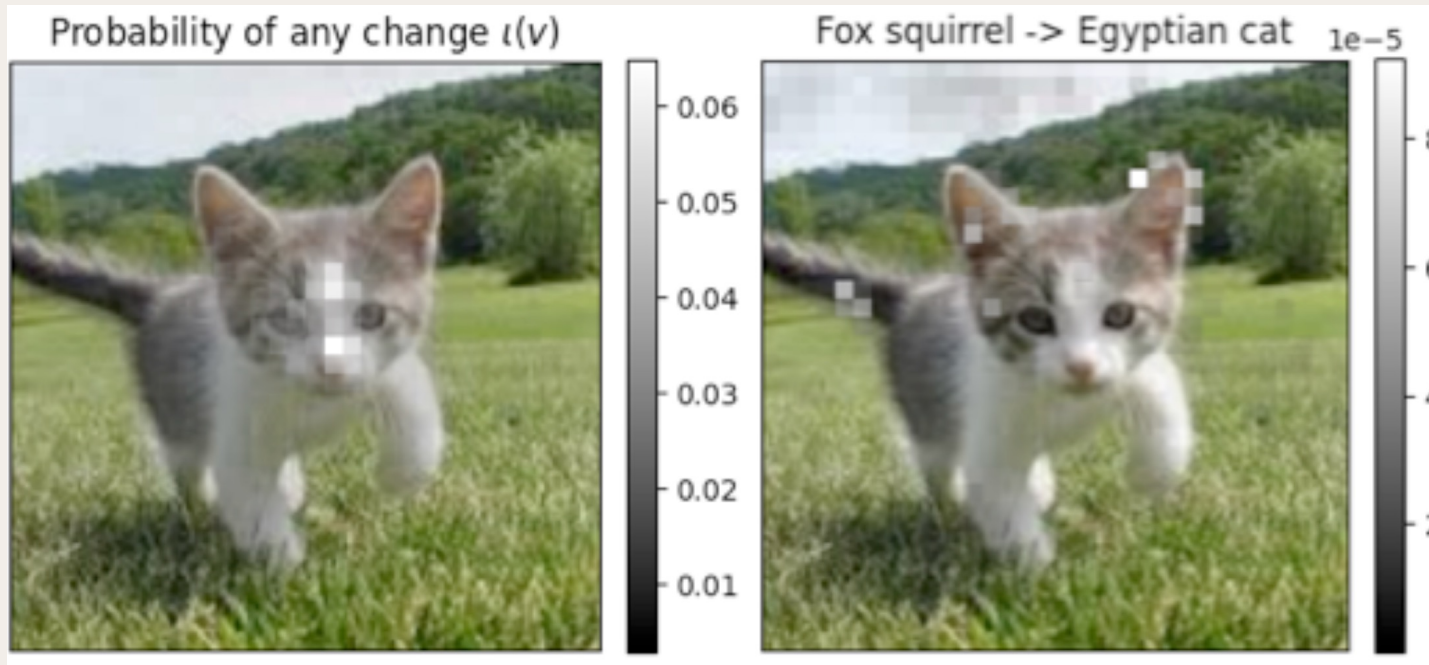 Probability of any change ι(v)
0.06
0.05
0.04
0.03
0.02
0.01
Fox squirrel -> Egyptian cat
1e−5